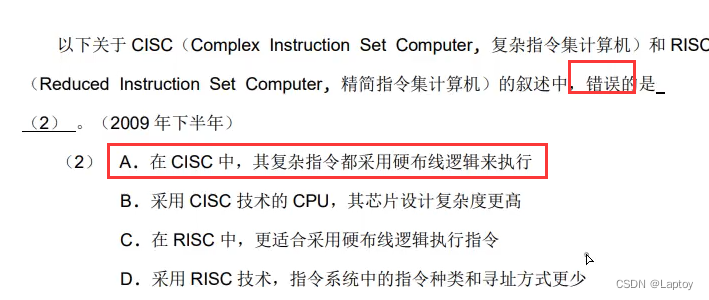 以下关于 CISC（Complex Instruction Set Computer，复杂指令集计算机）和 RISC
（Reduced Instruction Set Computer，精简指令集计算机）的叙述中，错误的是
（2）。（2009 年下半年）
（2） A．在 CISC 中，其复杂指令都采用硬布线逻辑来执行
B．采用 CISC 技术的 CPU，其芯片设计复杂度更高
C．在 RISC 中，更适合采用硬布线逻辑执行指令
D．采用 RISC 技术，指令系统中的指令种类和寻址方式更少
CSDN @Laptoy